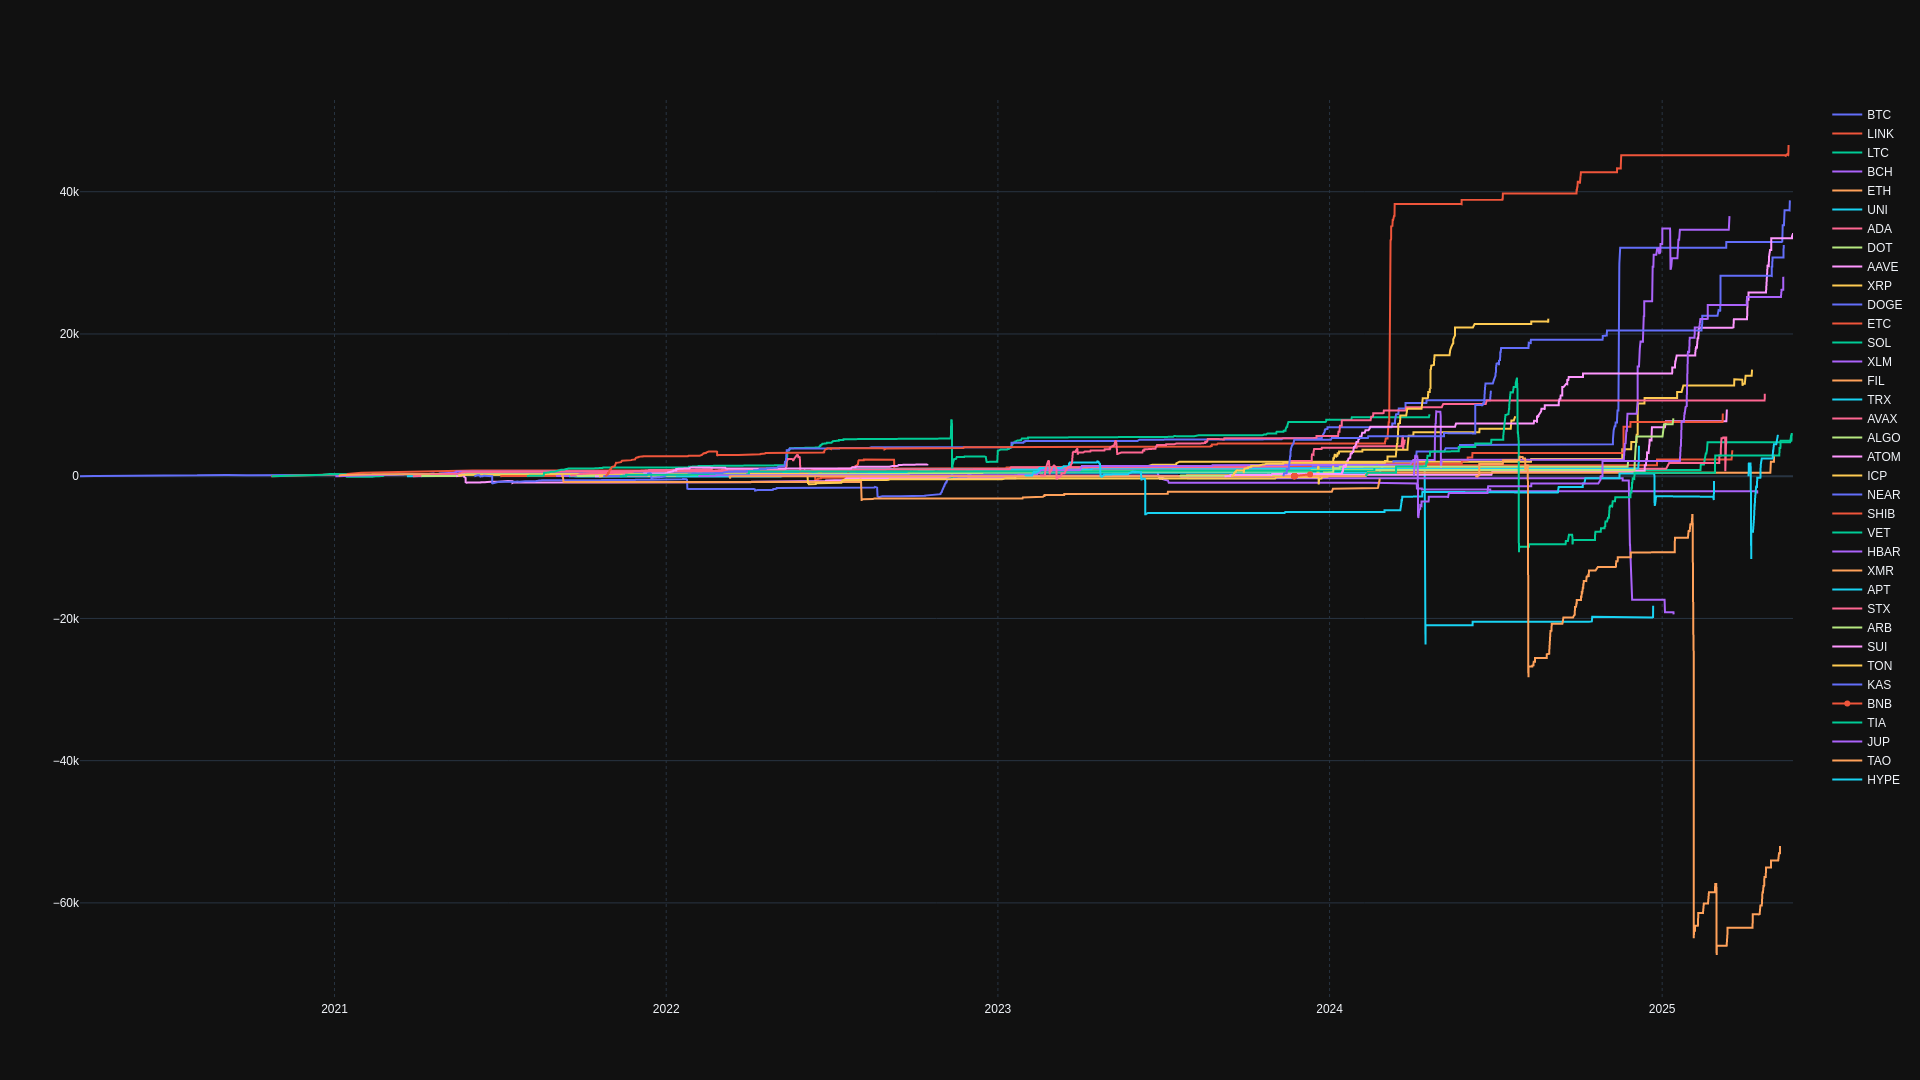 40k
20k
0
−20k
−40k
−60k
2021
2022
2023
2024
2025
BTC
LINK
LTC
BCH
ETH
UNI
ADA
DOT
AAVE
XRP
DOGE
ETC
SOL
XLM
FIL
TRX
AVAX
ALGO
ATOM
ICP
NEAR
SHIB
VET
HBAR
XMR
APT
STX
ARB
SUI
TON
KAS
BNB
TIA
JUP
TAO
HYPE